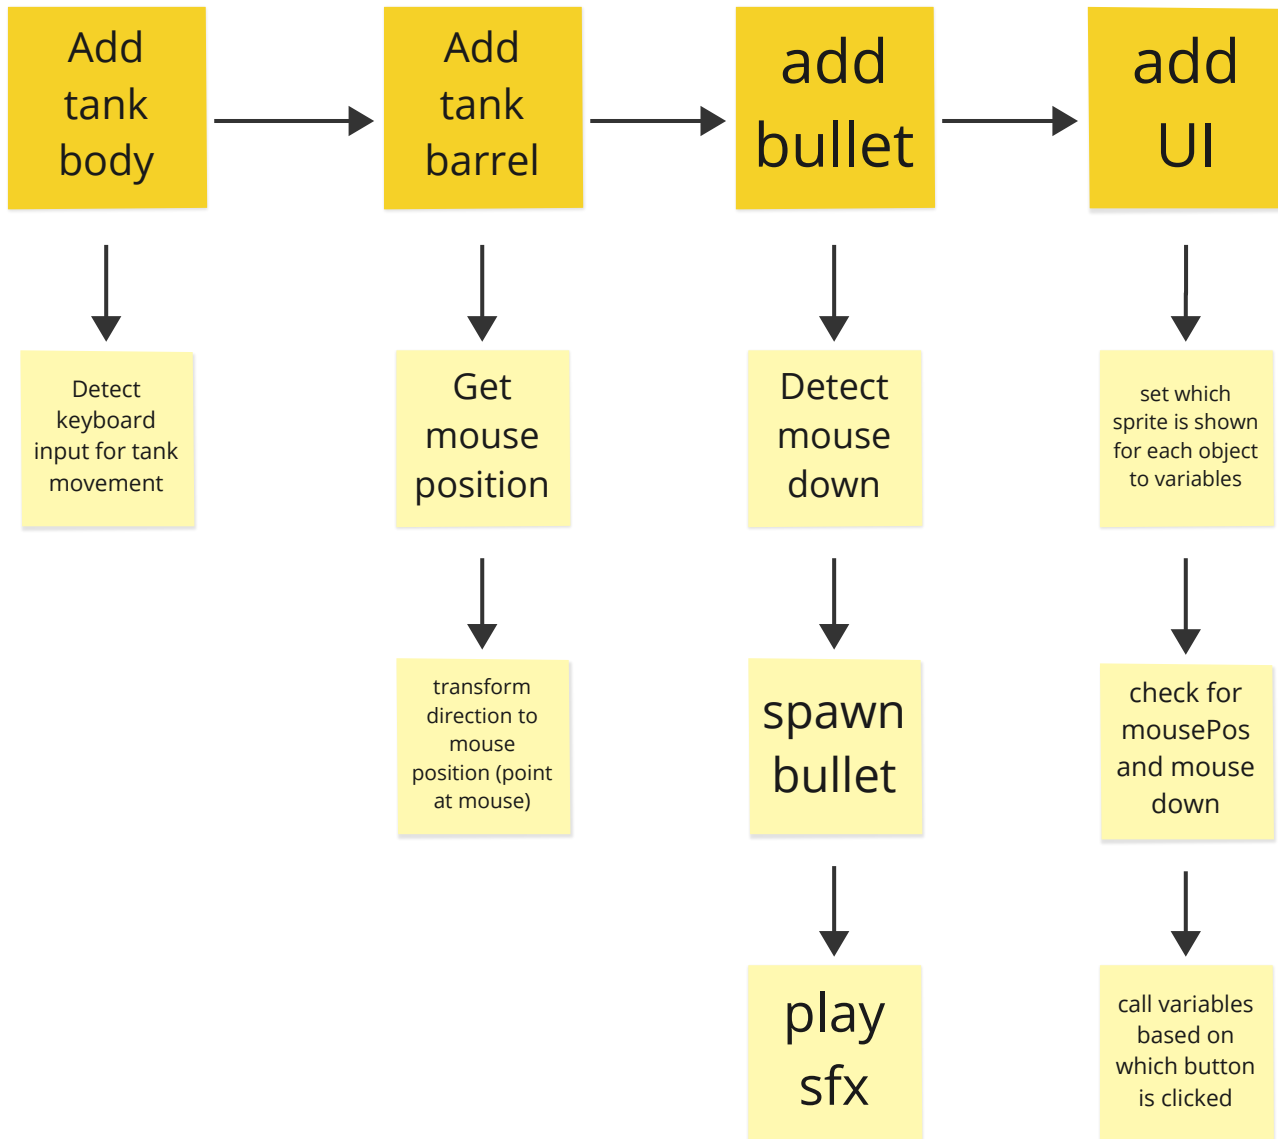 Add
tank
body
Add
tank
barrel
add
bullet
add
UI
Detect
keyboard
input for tank
movement
Get
mouse
position
Detect
mouse
down
set which
sprite is shown
for each object
to variables
transform
direction to
mouse
position (point
at mouse)
spawn
bullet
check for
mousePos
and mouse
down
play
sfx
call variables
based on
which button
is clicked